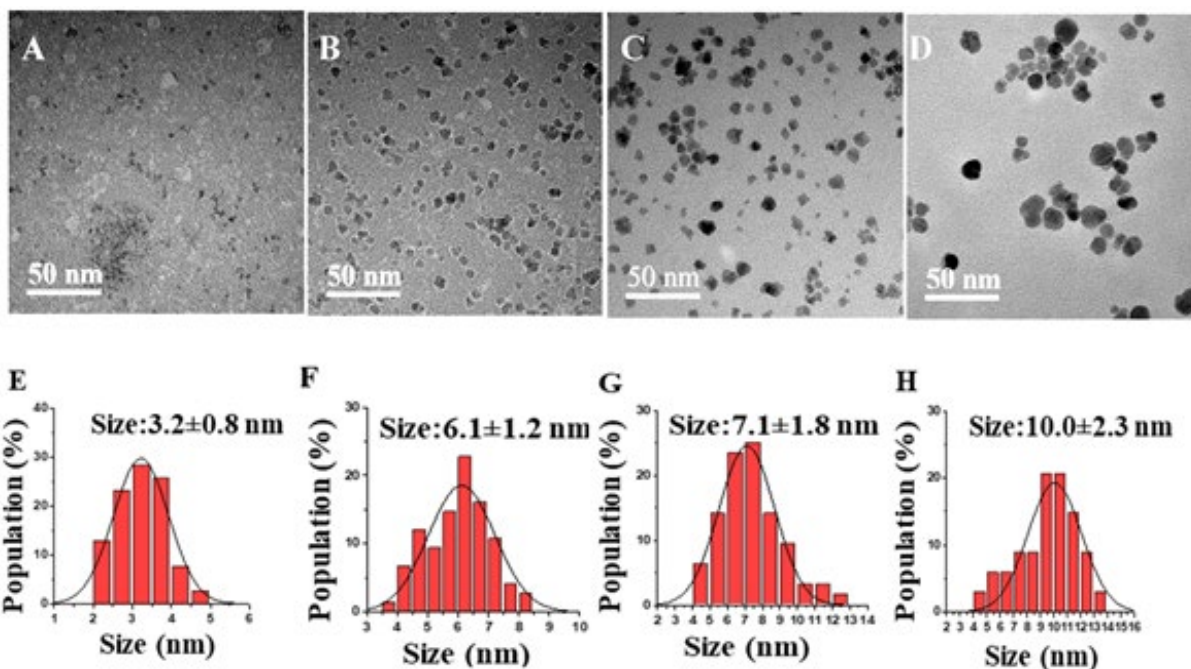 A
B
C
D
50 nm
50 nm
50 nm
50 nm
E
F
G
H
Size:3.2±0.8 nm
Size:6.1±1.2 nm
Size:7.1±1.8 nm
Size:10.0±2.3 nm
Population (%)
40
30
20
10
0
1 2 3 4 5 6
Size (nm)
Population (%)
30
20
10
0
3 4 5 6 7 8 9 10
Size (nm)
Population (%)
30
20
10
0
2 3 4 5 6 7 8 9 10 11 12 13 14
Size (nm)
Population (%)
30
20
10
0
2 3 4 5 6 7 8 9 10 11 12 13 14 15 16
Size (nm)